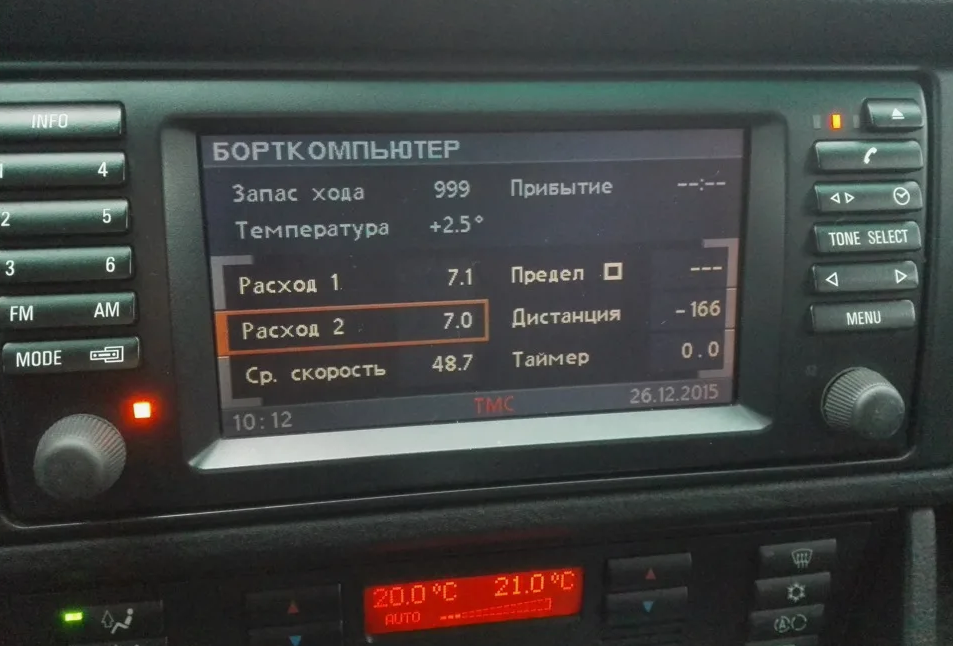 INFO
4
2 5
3 6
FM AM
MODE
БОРТКОМПЬЮТЕР
Запас хода 999 Прибытие --:--
Температура +2.5°
Расход 1 7.1 Предел ---
Расход 2 7.0 Дистанция -166
Ср. скорость 48.7 Таймер 0.0
10:12 TMC 26.12.2015
TONE SELECT
MENU
20.0°C 21.0°C
AUTO